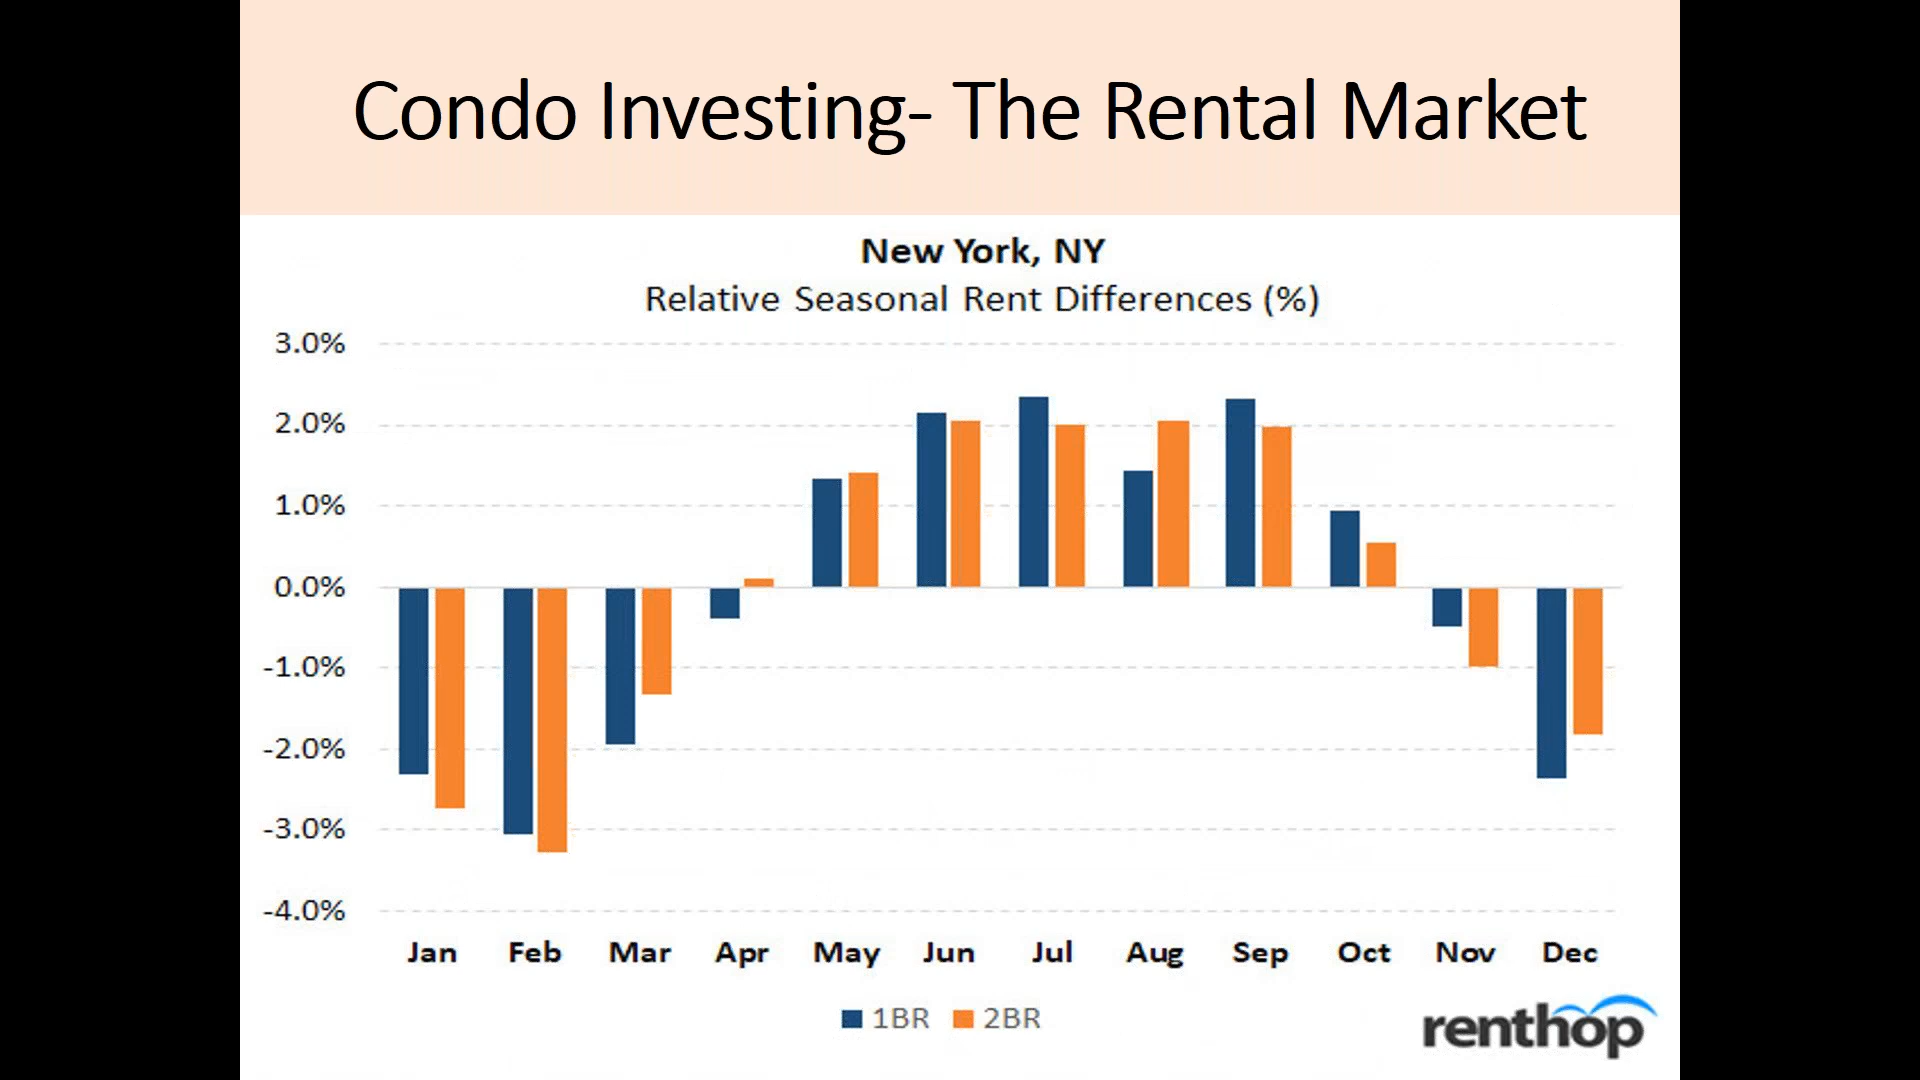 Condo Investing- The Rental Market
New York, NY
Relative Seasonal Rent Differences (%)
3.0%
2.0%
1.0%
0.0%
-1.0%
-2.0%
-3.0%
-4.0%
Jan Feb Mar Apr May Jun Jul Aug Sep Oct Nov Dec
1BR 2BR
renthop